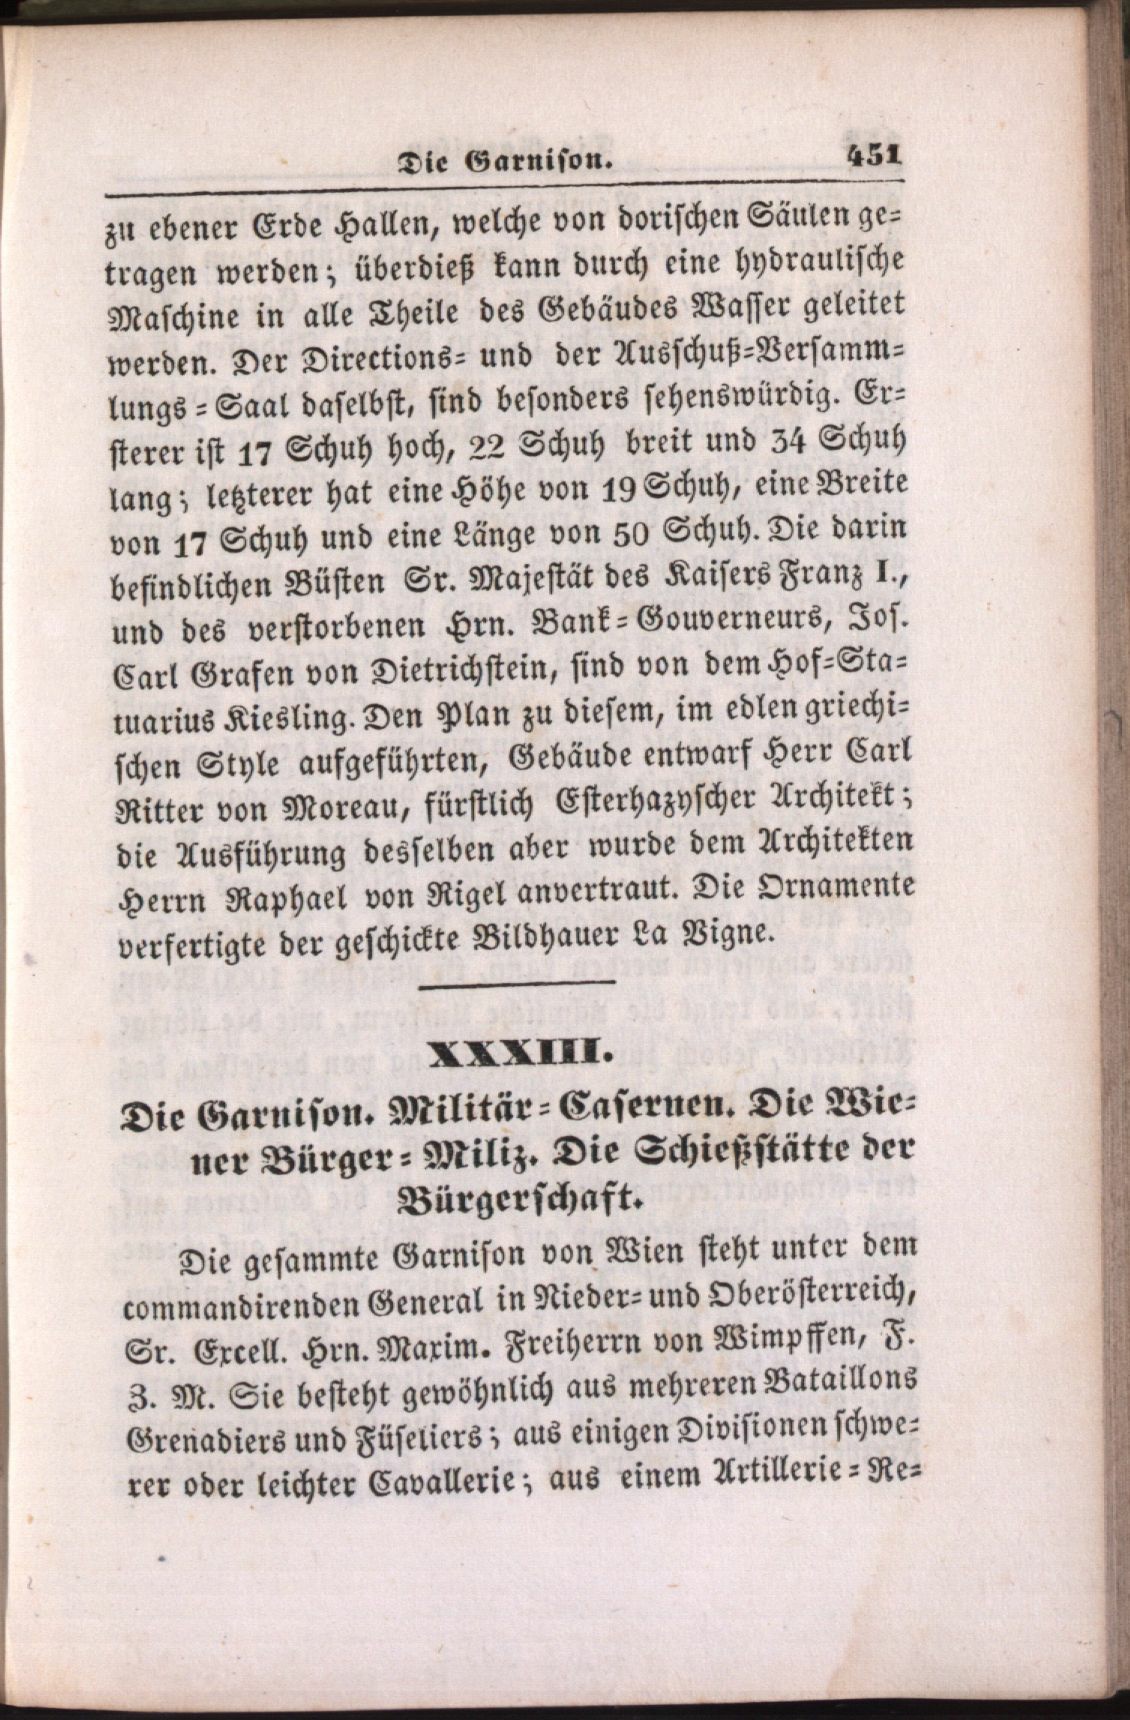 Die Garnison. 451
zu ebener Erde Hallen, welche von dorischen Säulen ge=
tragen werden; überdieß kann durch eine hydraulische
Maschine in alle Theile des Gebäudes Wasser geleitet
werden. Der Directions= und der Ausschuß=Versamm=
lungs=Saal daselbst, sind besonders sehenswürdig. Er=
sterer ist 17 Schuh hoch, 22 Schuh breit und 34 Schuh
lang; letzterer hat eine Höhe von 19 Schuh, eine Breite
von 17 Schuh und eine Länge von 50 Schuh. Die darin
befindlichen Büsten Sr. Majestät des Kaisers Franz I.,
und des verstorbenen Hrn. Bank=Gouverneurs, Jos.
Carl Grafen von Dietrichstein, sind von dem Hof=Sta=
tuarius Kiesling. Den Plan zu diesem, im edlen griechi=
schen Style aufgeführten, Gebäude entwarf Herr Carl
Ritter von Moreau, fürstlich Esterhazyscher Architekt;
die Ausführung desselben aber wurde dem Architekten
Herrn Raphael von Rigel anvertraut. Die Ornamente
verfertigte der geschickte Bildhauer La Vigne.
XXXIII.
Die Garnison. Militär=Casernen. Die Wie=
ner Bürger=Miliz. Die Schießstätte der
Bürgerschaft.
Die gesammte Garnison von Wien steht unter dem
commandirenden General in Nieder= und Oberösterreich,
Sr. Excell. Hrn. Maxim. Freiherrn von Wimpffen, F.
Z. M. Sie besteht gewöhnlich aus mehreren Bataillons
Grenadiers und Füseliers; aus einigen Divisionen schwe=
rer oder leichter Cavallerie; aus einem Artillerie=Re=